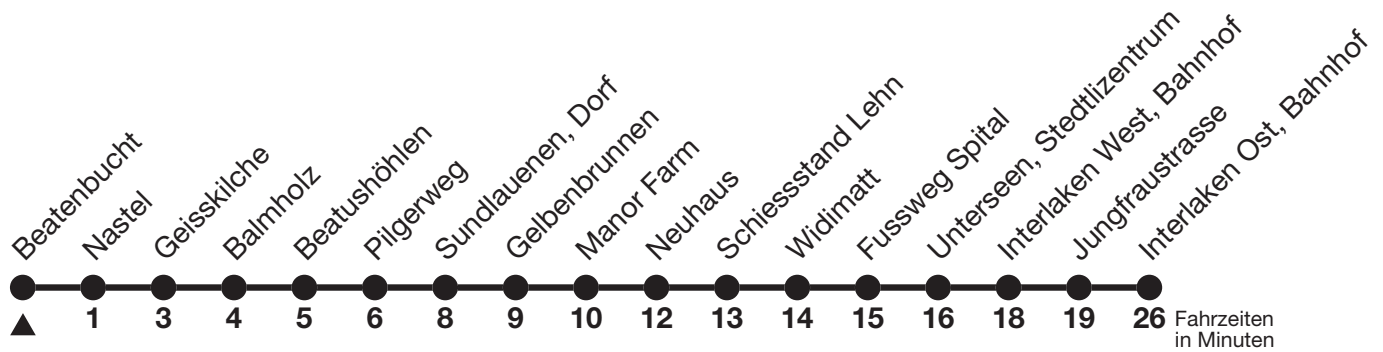 Beatenbucht
Nastel
Geisskilche
Balmholz
Beatushöhlen
Pilgerweg
Sundlauenen, Dorf
Gelbenbrunnen
Manor Farm
Neuhaus
Schiessstand Lehn
Widimatt
Fussweg Spital
Unterseen, Stedtlizentrum
Interlaken West, Bahnhof
Jungfraustrasse
Interlaken Ost, Bahnhof
1 3 4 5 6 8 9 10 12 13 14 15 16 18 19 26 Fahrzeiten
in Minuten